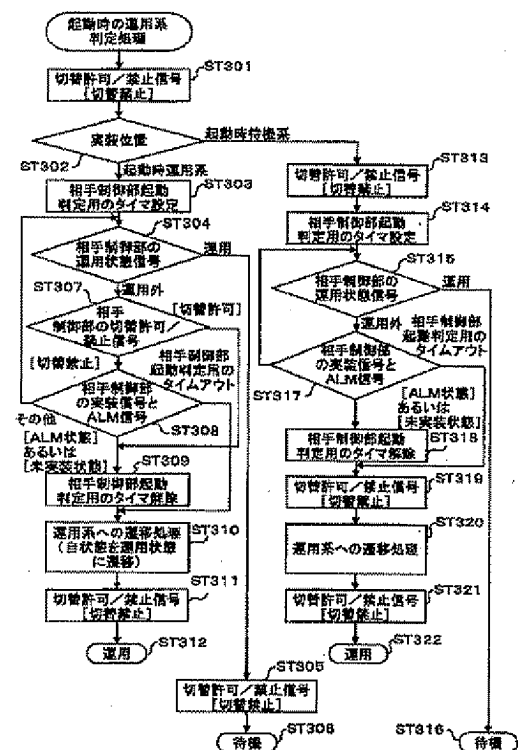 起動時の運用系
判定処理
ST301
切替許可／禁止信号
[切替禁止]
実装位置
起動時待機系
ST302
起動時運用系
ST303
相手制御部起動
判定用のタイマ設定
ST304
相手制御部の
運用状態信号
運用
ST307
運用外
相手
制御部の切替許可／
禁止信号
[切替許可]
[切替禁止]
相手制御部
起動判定用の
タイムアウト
相手制御部
の実装信号と
ALM信号
ST308
その他
[ALM状態]
あるいは
[未実装状態]
ST309
相手制御部起動
判定用のタイマ解除
ST310
運用系への遷移処理
（自状態を運用状態
に遷移）
ST311
切替許可／禁止信号
[切替禁止]
運用
ST312
ST305
切替許可／禁止信号
[切替禁止]
待機
ST306
ST313
切替許可／禁止信号
[切替禁止]
ST314
相手制御部起動
判定用のタイマ設定
ST315
相手制御部の
運用状態信号
運用
運用外
相手制御部
起動判定用の
タイムアウト
相手制御部
の実装信号と
ALM信号
ST317
[ALM状態]
あるいは
[未実装状態]
相手制御部起動
判定用のタイマ解除
ST318
ST319
切替許可／禁止信号
[切替禁止]
ST320
運用系への遷移処理
ST321
切替許可／禁止信号
[切替禁止]
運用
ST322
ST316
待機